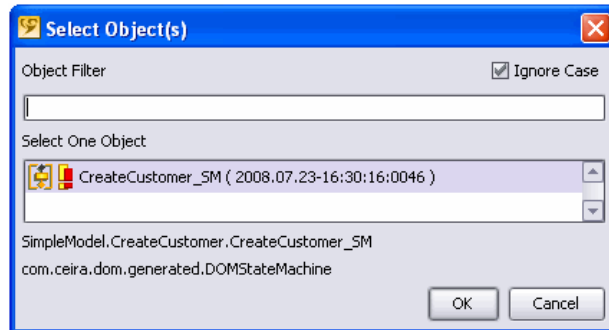 Select Object(s)
Object Filter
Ignore Case
Select One Object
CreateCustomer_SM ( 2008.07.23-16:30:16:0046 )
SimpleModel.CreateCustomer.CreateCustomer_SM
com.ceira.dom.generated.DOMStateMachine
OK
Cancel